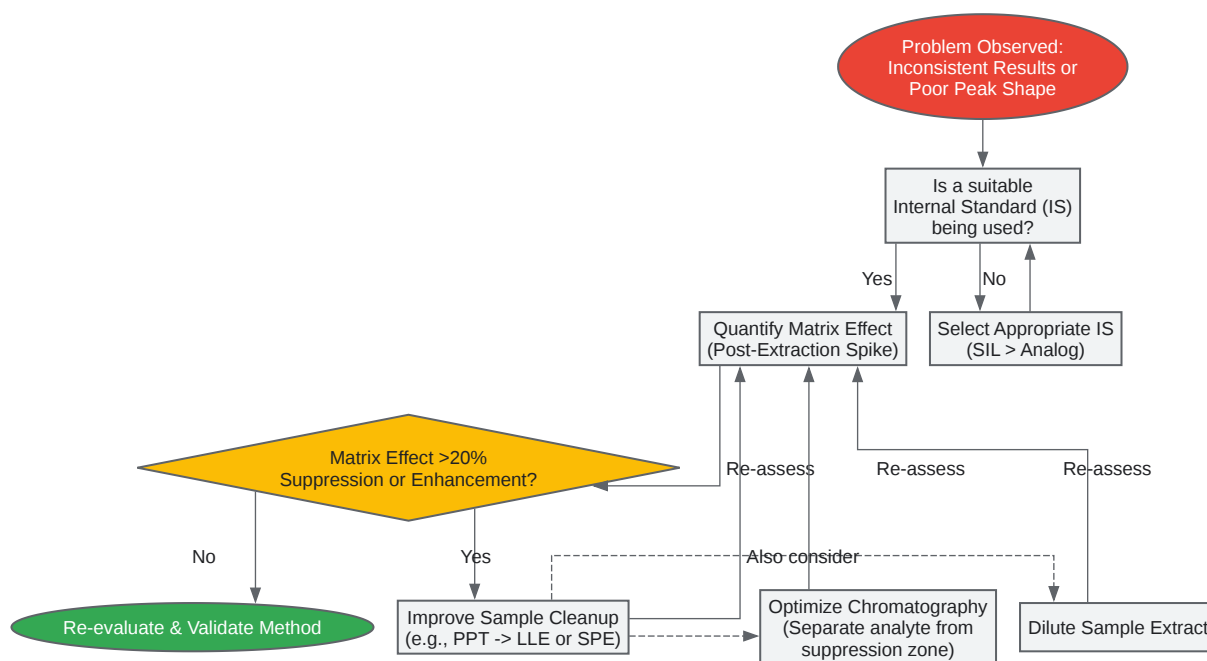 Problem Observed:
Inconsistent Results or
Poor Peak Shape
Is a suitable
Internal Standard (IS)
being used?
Yes
No
Quantify Matrix Effect
(Post-Extraction Spike)
Select Appropriate IS
(SIL > Analog)
Matrix Effect >20%
Suppression or Enhancement?
Re-assess
Re-assess
Re-assess
No
Yes
Also consider
Re-evaluate & Validate Method
Improve Sample Cleanup
(e.g., PPT -> LLE or SPE)
Optimize Chromatography
(Separate analyte from
suppression zone)
Dilute Sample Extract